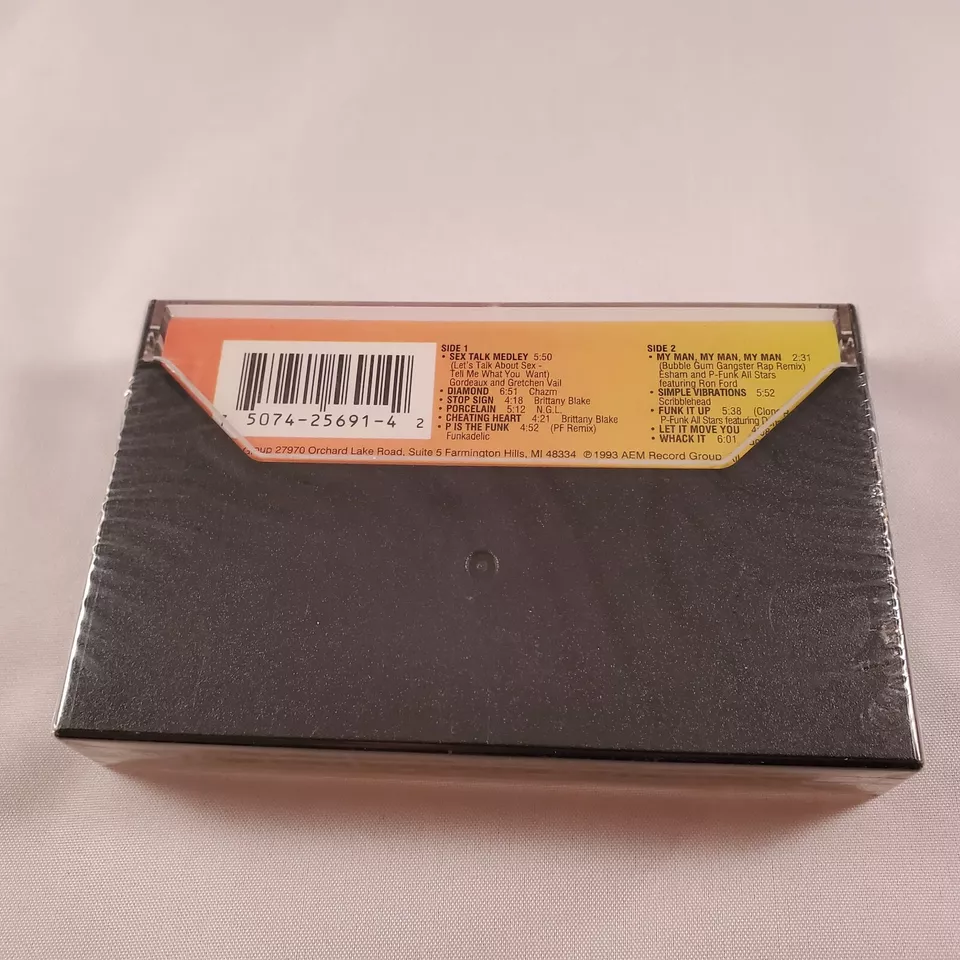 SIDE 1
• SEX TALK MEDLEY 5:50
(Let's Talk About Sex -
Tell Me What You Want)
Gordeaux and Gretchen Vail
• DIAMOND 6:51 Chazm
• STOP SIGN 4:18 Brittany Blake
• PORCELAIN 5:12 N.G.L.
• CHEATING HEART 4:21 Brittany Blake
• P IS THE FUNK 4:52 (PF Remix)
Funkadelic
SIDE 2
• MY MAN, MY MAN, MY MAN 2:31
(Bubble Gum Gangster Rap Remix)
Esham and P-Funk All Stars
featuring Ron Ford
• SIMPLE VIBRATIONS 5:52
Scribblehead
• FUNK IT UP 5:38
P-Funk All Stars featuring
• LET IT MOVE YOU
• WHACK IT 6:01
5074-25691-4 2
27970 Orchard Lake Road, Suite 5 Farmington Hills, MI 48334 ℗ 1993 AEM Record Group